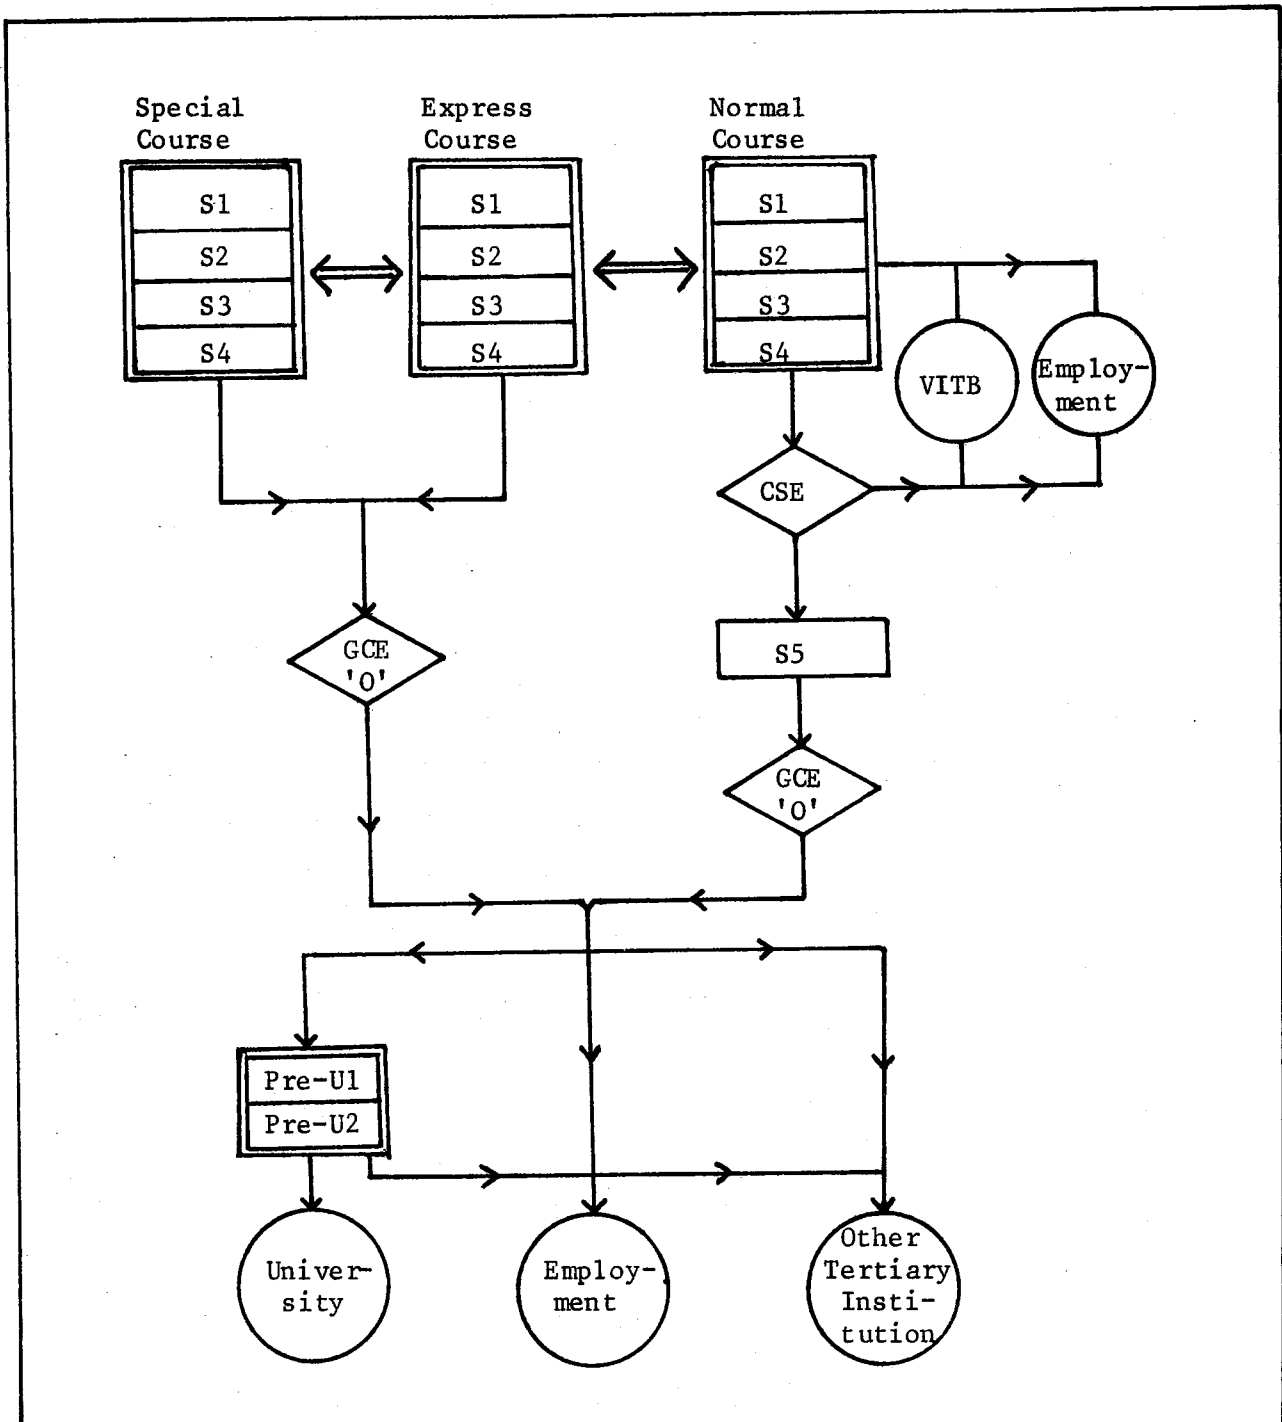 Special
Course
Express
Course
Normal
Course
S1
S2
S3
S4
S1
S2
S3
S4
S1
S2
S3
S4
VITB
Employ-
ment
CSE
GCE
'O'
S5
GCE
'O'
Pre-U1
Pre-U2
Univer-
sity
Employ-
ment
Other
Tertiary
Insti-
tution